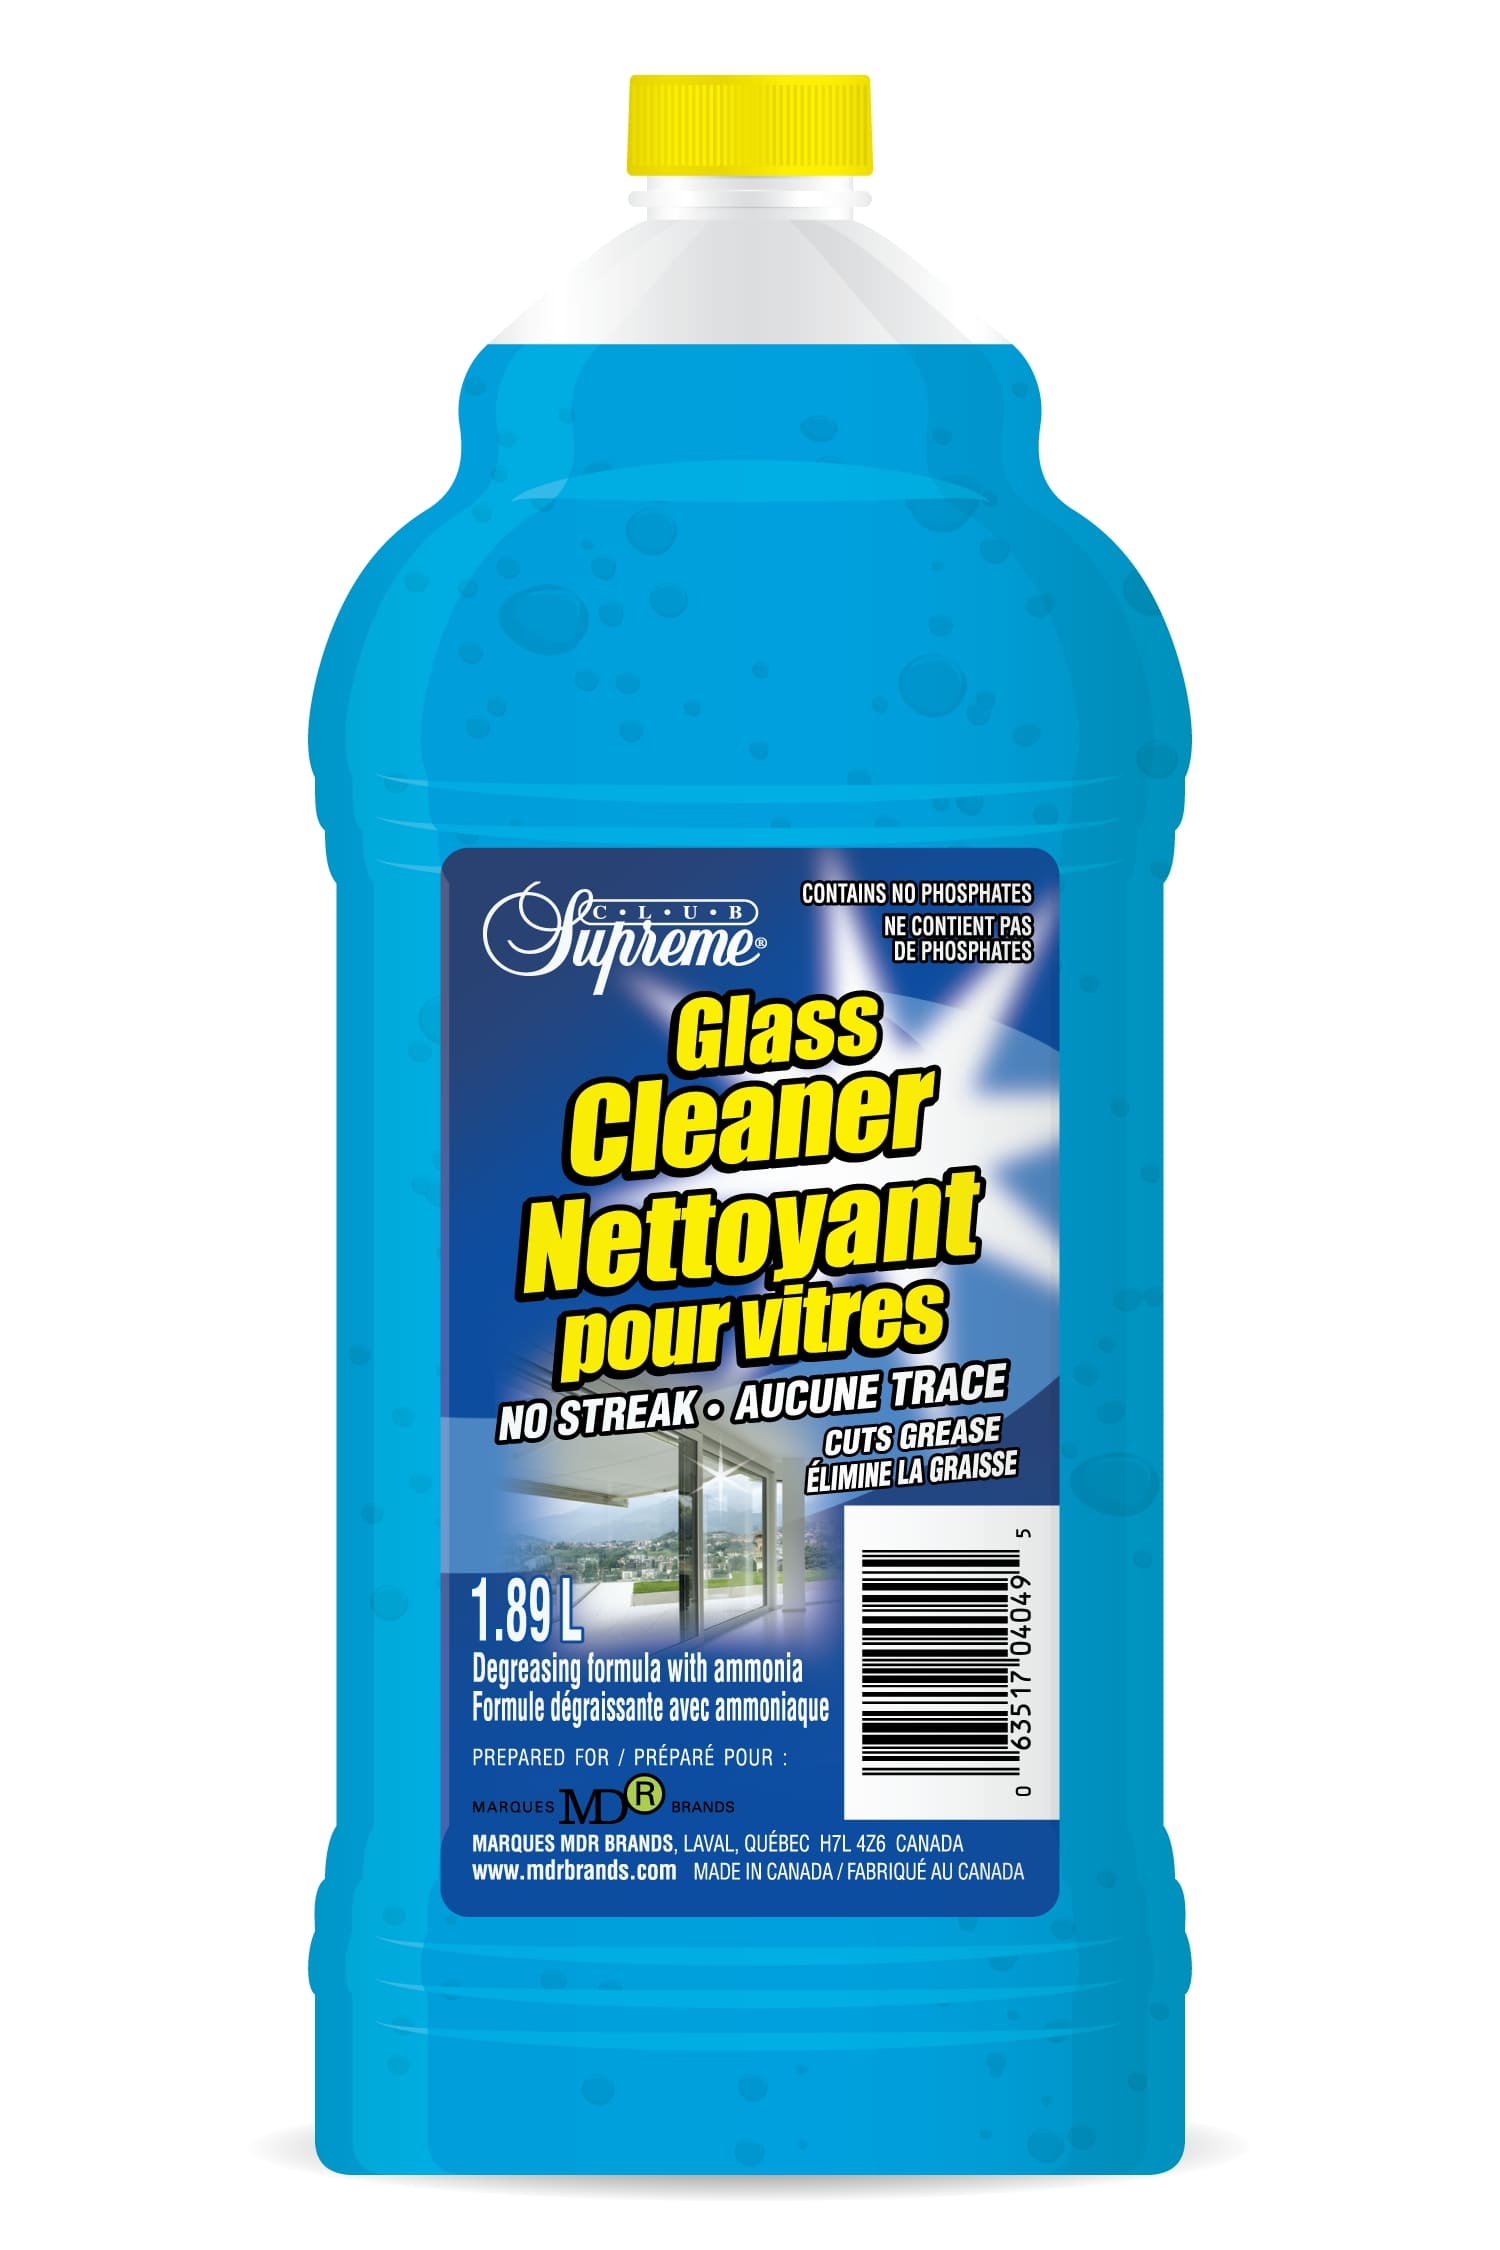 C·L·U·B
Supreme®
CONTAINS NO PHOSPHATES
NE CONTIENT PAS
DE PHOSPHATES
Glass
Cleaner
Nettoyant
pour vitres
NO STREAK • AUCUNE TRACE
CUTS GREASE
ÉLIMINE LA GRAISSE
1.89 L
Degreasing formula with ammonia
Formule dégraissante avec ammoniaque
PREPARED FOR / PRÉPARÉ POUR :
MARQUES MDR BRANDS
MARQUES MDR BRANDS, LAVAL, QUÉBEC H7L 4Z6 CANADA
www.mdrbrands.com MADE IN CANADA / FABRIQUÉ AU CANADA
0 63517 04049 5